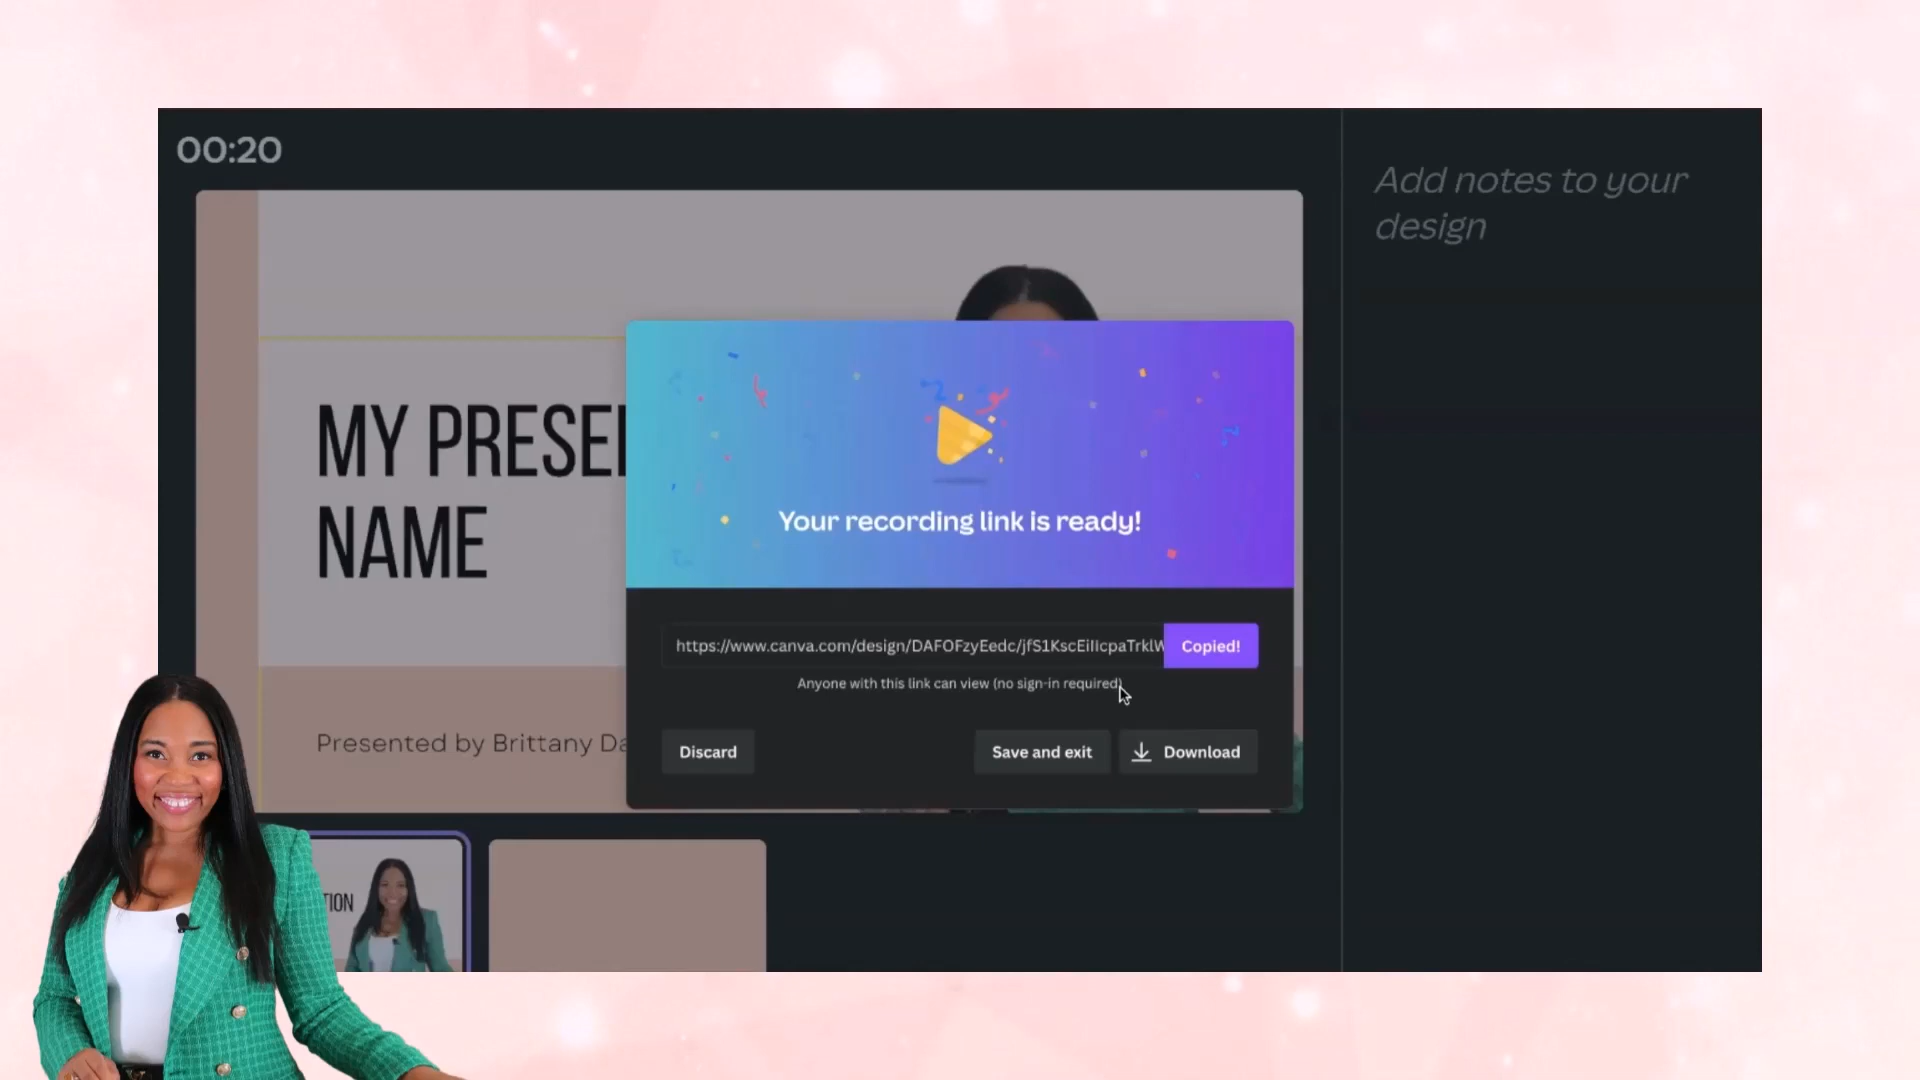 00:20
Add notes to your
design
MY PRESE
NAME
Your recording link is ready!
https://www.canva.com/design/DAFOFzyEedc/jfS1KscEiIIcpaTrklW
Copied!
Anyone with this link can view (no sign-in required)
Presented by Brittany Da
Discard
Save and exit
Download
TION